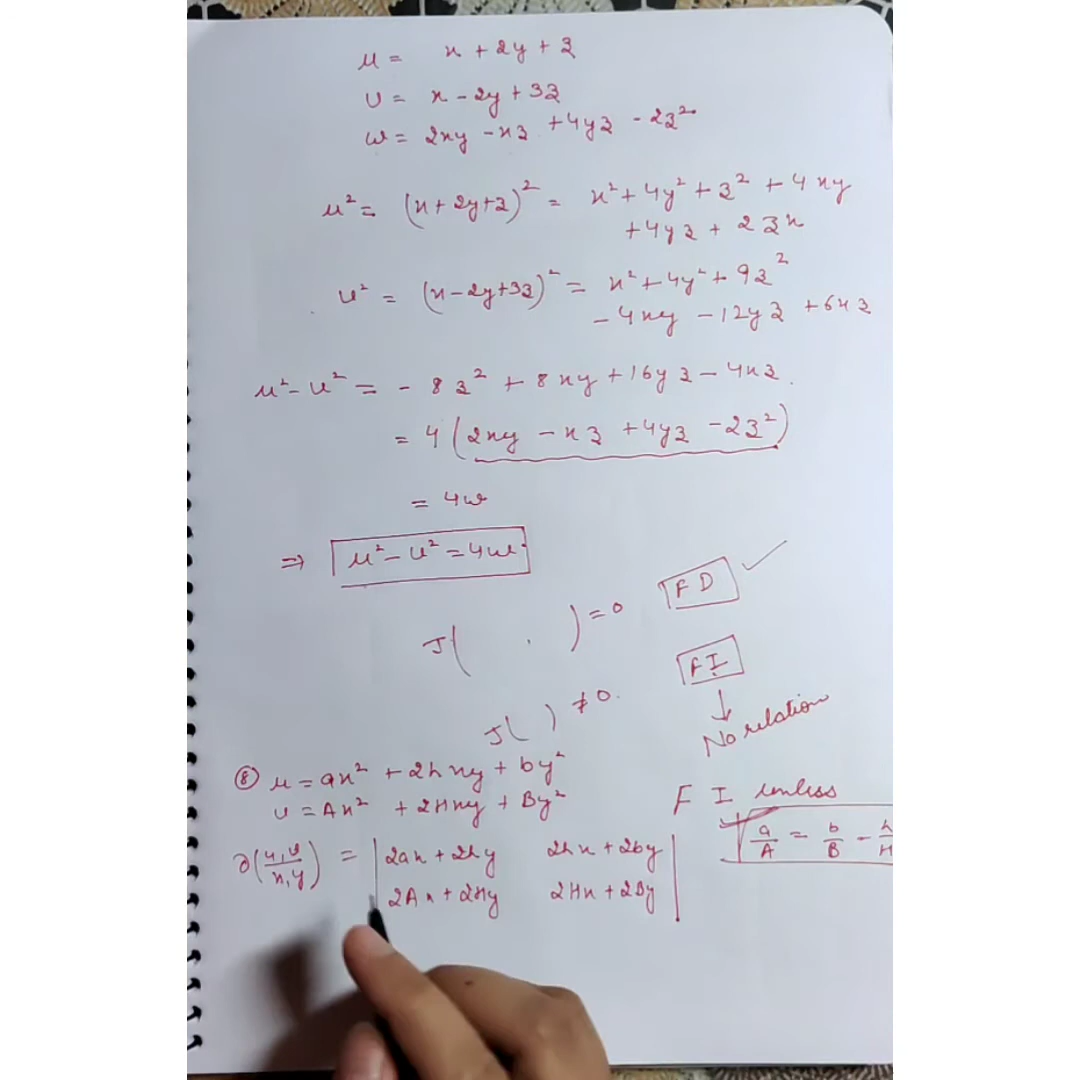 u = x + 2y + z
v = x - 2y + 3z
w = 2xy - xz + 4yz - 2z²
u² = (x + 2y + z)² = x² + 4y² + z² + 4xy
+ 4yz + 2zx
v² = (x - 2y + 3z)² = x² + 4y² + 9z²
- 4xy - 12yz + 6xz
u² - v² = - 8z² + 8xy + 16yz - 4xz.
= 4 (2xy - xz + 4yz - 2z²)
= 4w
⇒ u² - v² = 4w
J( . ) = 0 FD ✓
FI
J( ) ≠ 0. ↓
No relation
⑧ u = ax² + 2hxy + by²
v = Ax² + 2Hxy + By² F I unless
a/A = b/B - h/H
∂(u,v/x,y) = | 2ax + 2hy 2hx + 2by |
| 2Ax + 2Hy 2Hx + 2By |